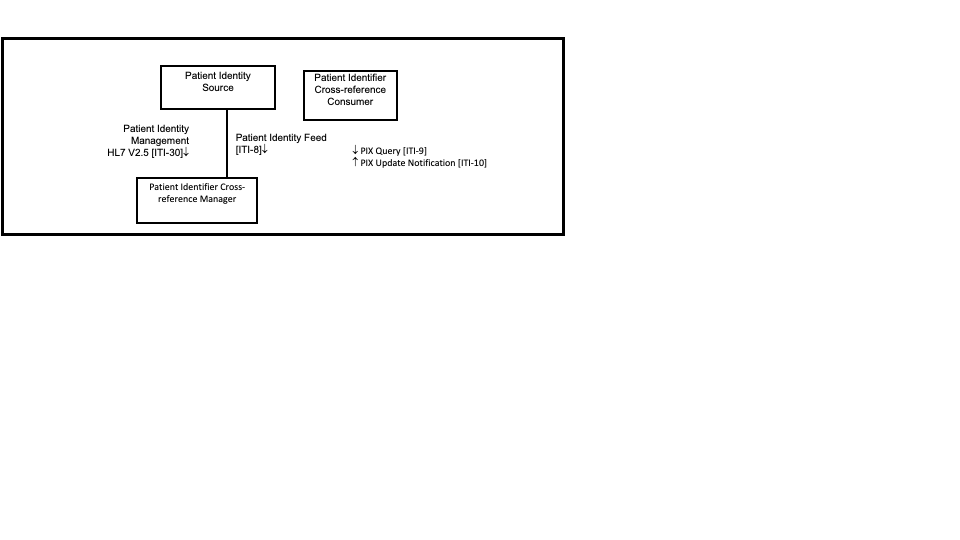 Patient Identity
Source
Patient Identifier
Cross-reference
Consumer
Patient Identity
Management
HL7 V2.5 [ITI-30]↓
Patient Identity Feed
[ITI-8]↓
↓ PIX Query [ITI-9]
↑ PIX Update Notification [ITI-10]
Patient Identifier Cross-
reference Manager